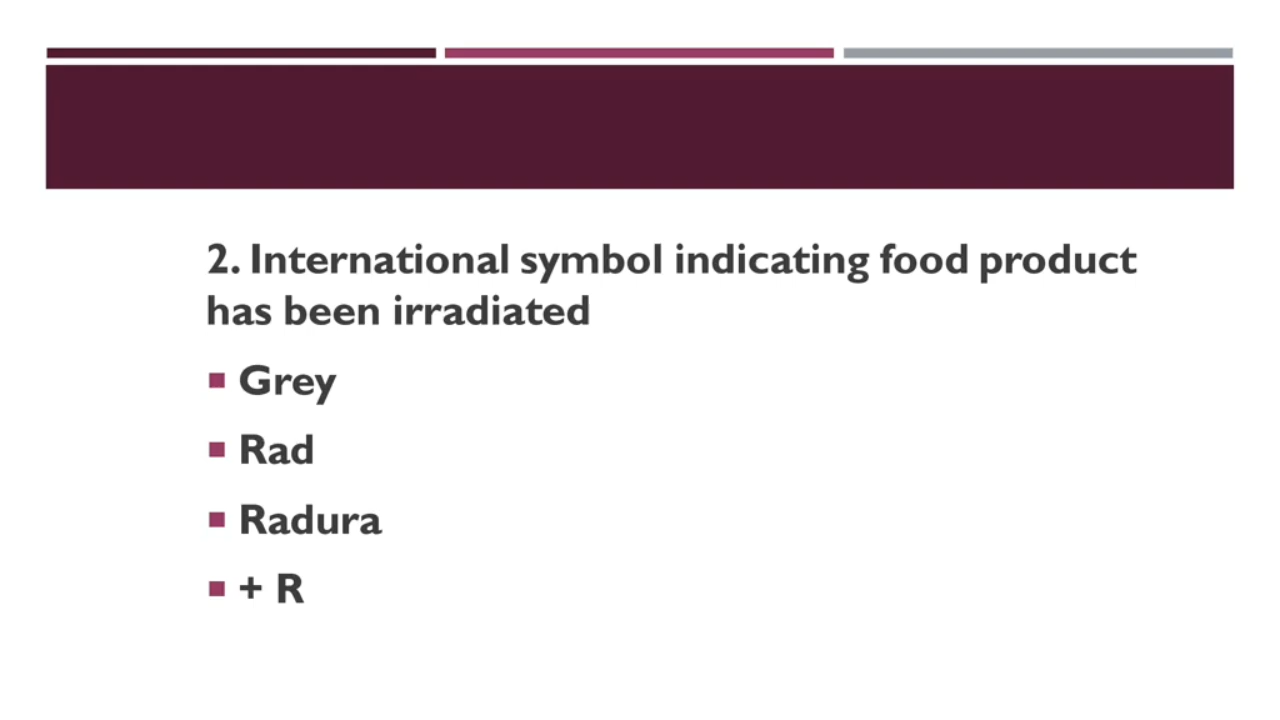 2. International symbol indicating food product
has been irradiated
Grey
Rad
Radura
+ R